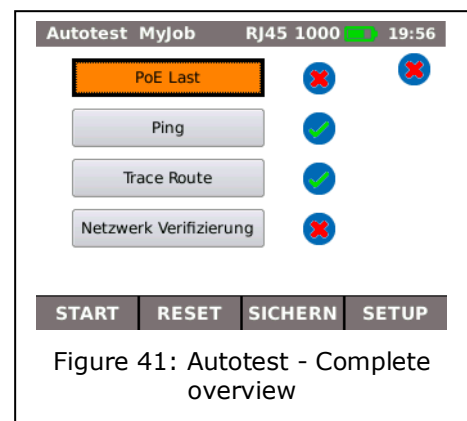 Autotest MyJob RJ45 1000 19:56
PoE Last
Ping
Trace Route
Netzwerk Verifizierung
START RESET SICHERN SETUP
Figure 41: Autotest - Complete
overview